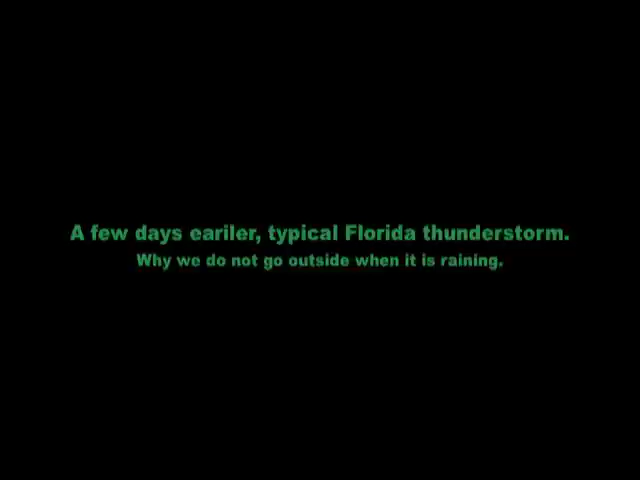 A few days eariler, typical Florida thunderstorm.
Why we do not go outside when it is raining.